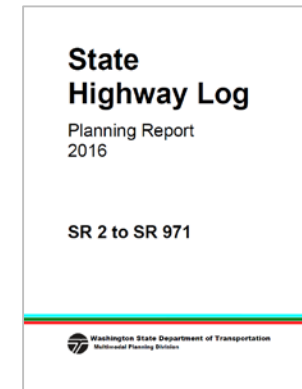 State
Highway Log
Planning Report
2016
SR 2 to SR 971
Washington State Department of Transportation
Multimodal Planning Division